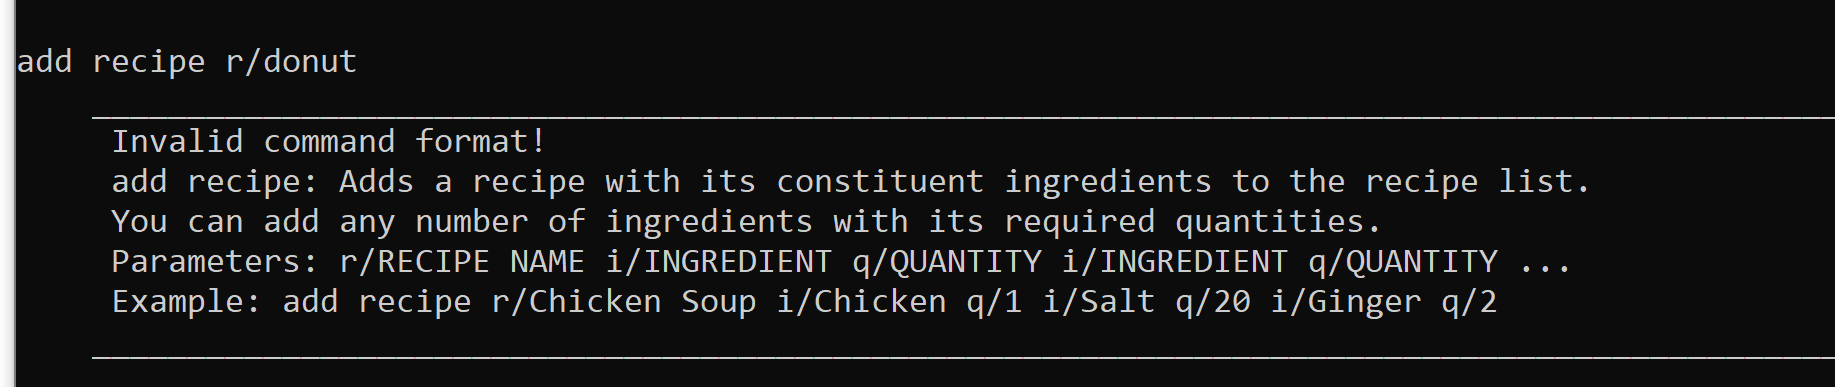 add recipe r/donut
Invalid command format!
add recipe: Adds a recipe with its constituent ingredients to the recipe list.
You can add any number of ingredients with its required quantities.
Parameters: r/RECIPE NAME i/INGREDIENT q/QUANTITY i/INGREDIENT q/QUANTITY ...
Example: add recipe r/Chicken Soup i/Chicken q/1 i/Salt q/20 i/Ginger q/2